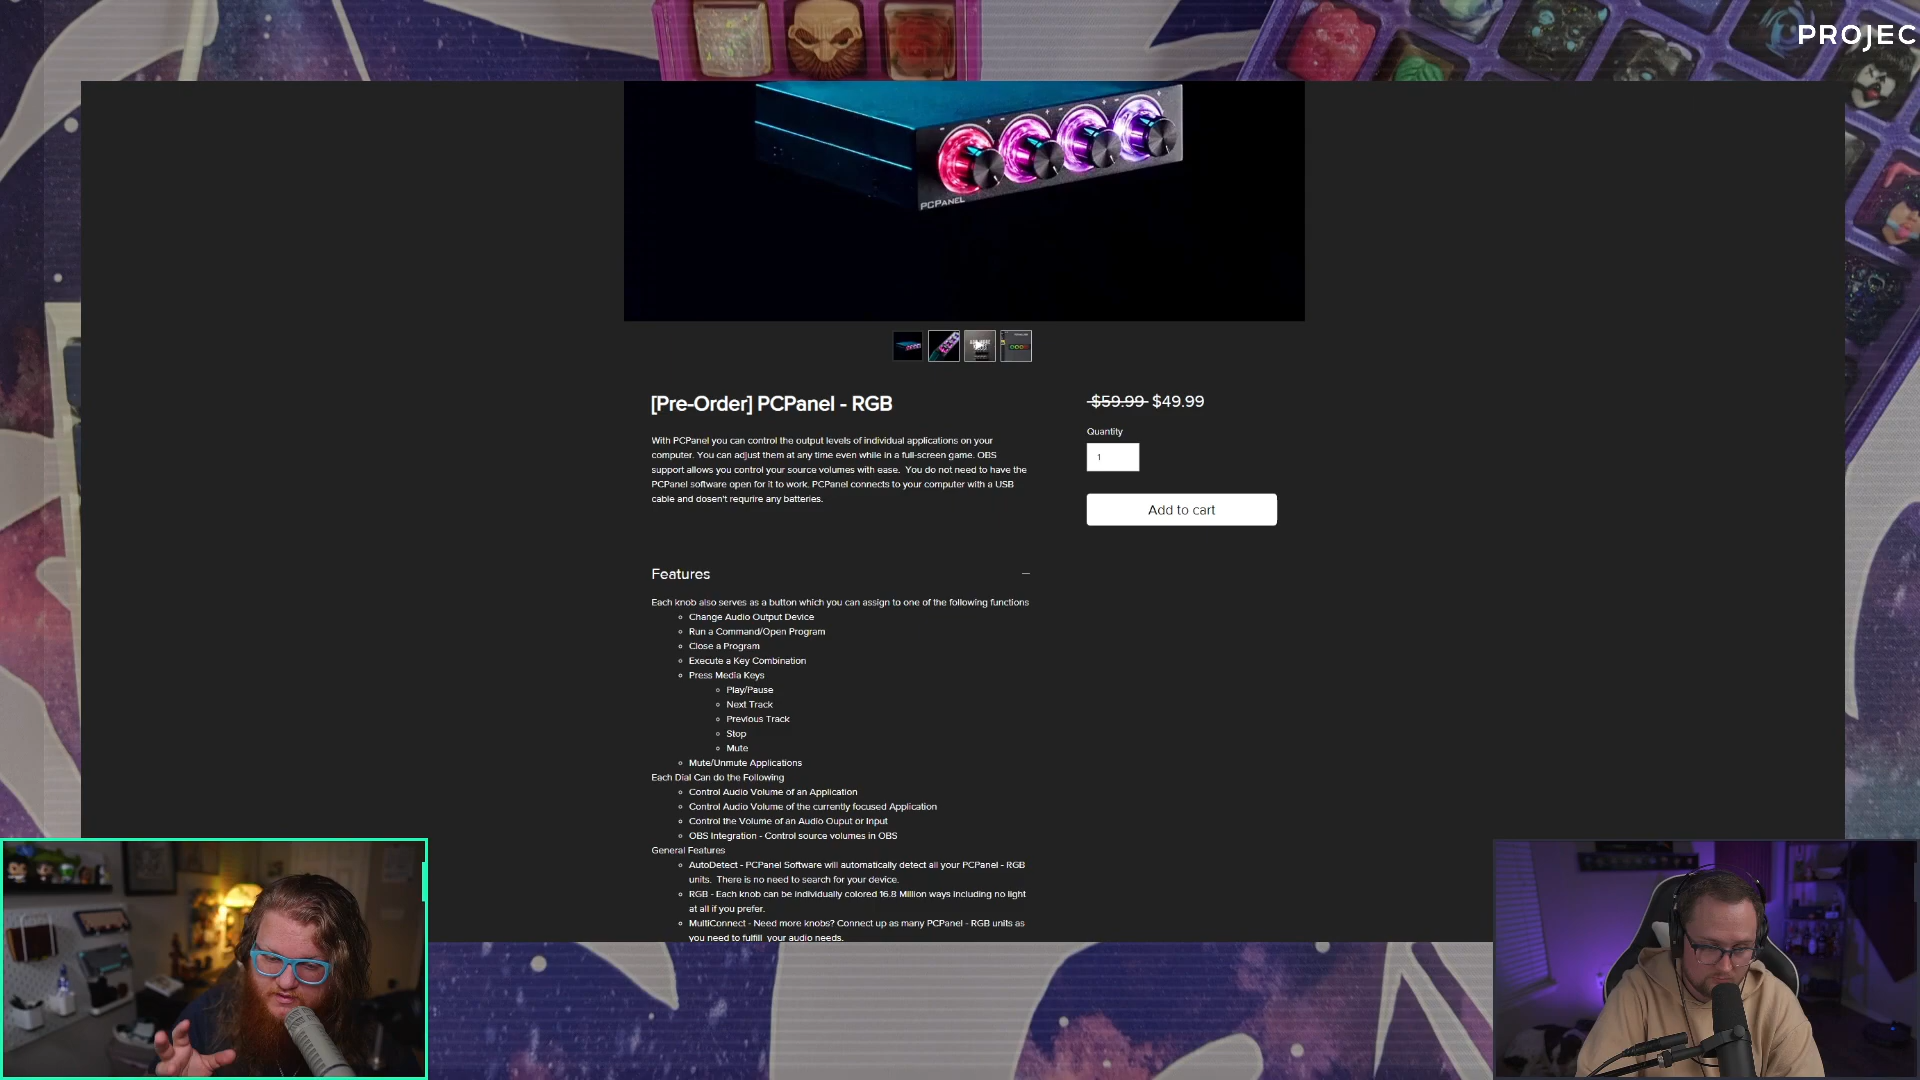 PROJEC
PCPANEL
[Pre-Order] PCPanel - RGB
$59.99 $49.99
Quantity
1
Add to cart
With PCPanel you can control the output levels of individual applications on your
computer. You can adjust them at any time even while in a full-screen game. OBS
support allows you control your source volumes with ease. You do not need to have the
PCPanel software open for it to work. PCPanel connects to your computer with a USB
cable and dosen't requrire any batteries.
Features
Each knob also serves as a button which you can assign to one of the following functions
Change Audio Output Device
Run a Command/Open Program
Close a Program
Execute a Key Combination
Press Media Keys
Play/Pause
Next Track
Previous Track
Stop
Mute
Mute/Unmute Applications
Each Dial Can do the Following
Control Audio Volume of an Application
Control Audio Volume of the currently focused Application
Control the Volume of an Audio Ouput or Input
OBS Integration - Control source volumes in OBS
General Features
AutoDetect - PCPanel Software will automatically detect all your PCPanel - RGB
units. There is no need to search for your device.
RGB - Each knob can be individually colored 16.8 Million ways including no light
at all if you prefer.
MultiConnect - Need more knobs? Connect up as many PCPanel - RGB units as
you need to fulfill your audio needs.